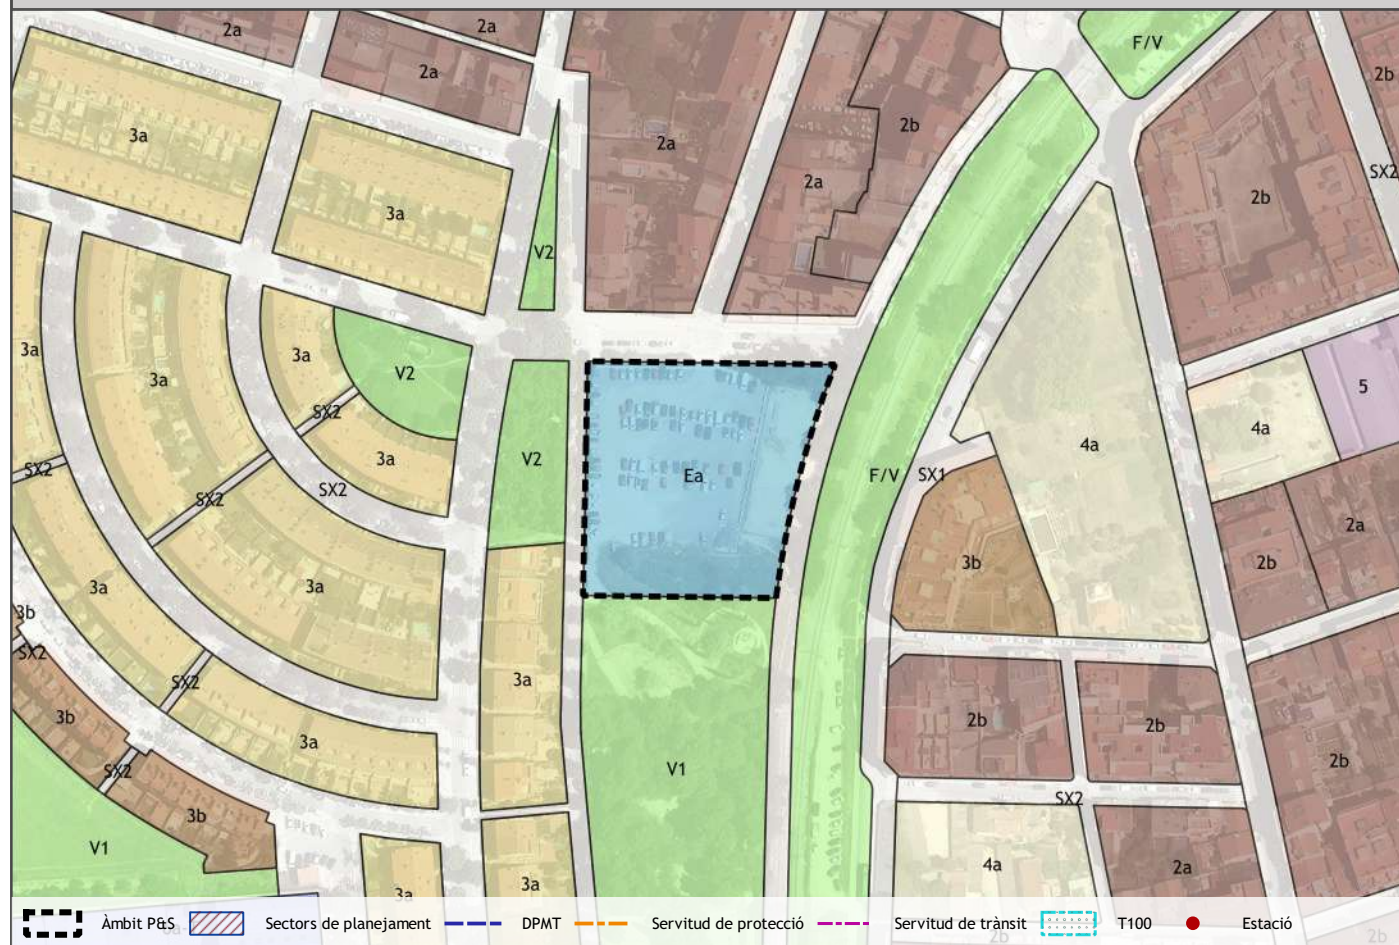 2a
2a
F/V
2a
2b
3a
2a
2b
SX2
2a
3a
2b
V2
3a
3a
3a
V2
5
SX2
4a
4a
3a
V2
SX2
Ea
F/V
SX1
SX2
SX2
2a
3b
2b
3a
3a
3b
SX2
SX2
3a
3b
2b
2b
3a
2b
V1
SX2
SX2
3b
V1
4a
2a
3a
3a
6a
2b
2b
Àmbit P&S Sectors de planejament DPMT Servitud de protecció Servitud de trànsit T100 Estació